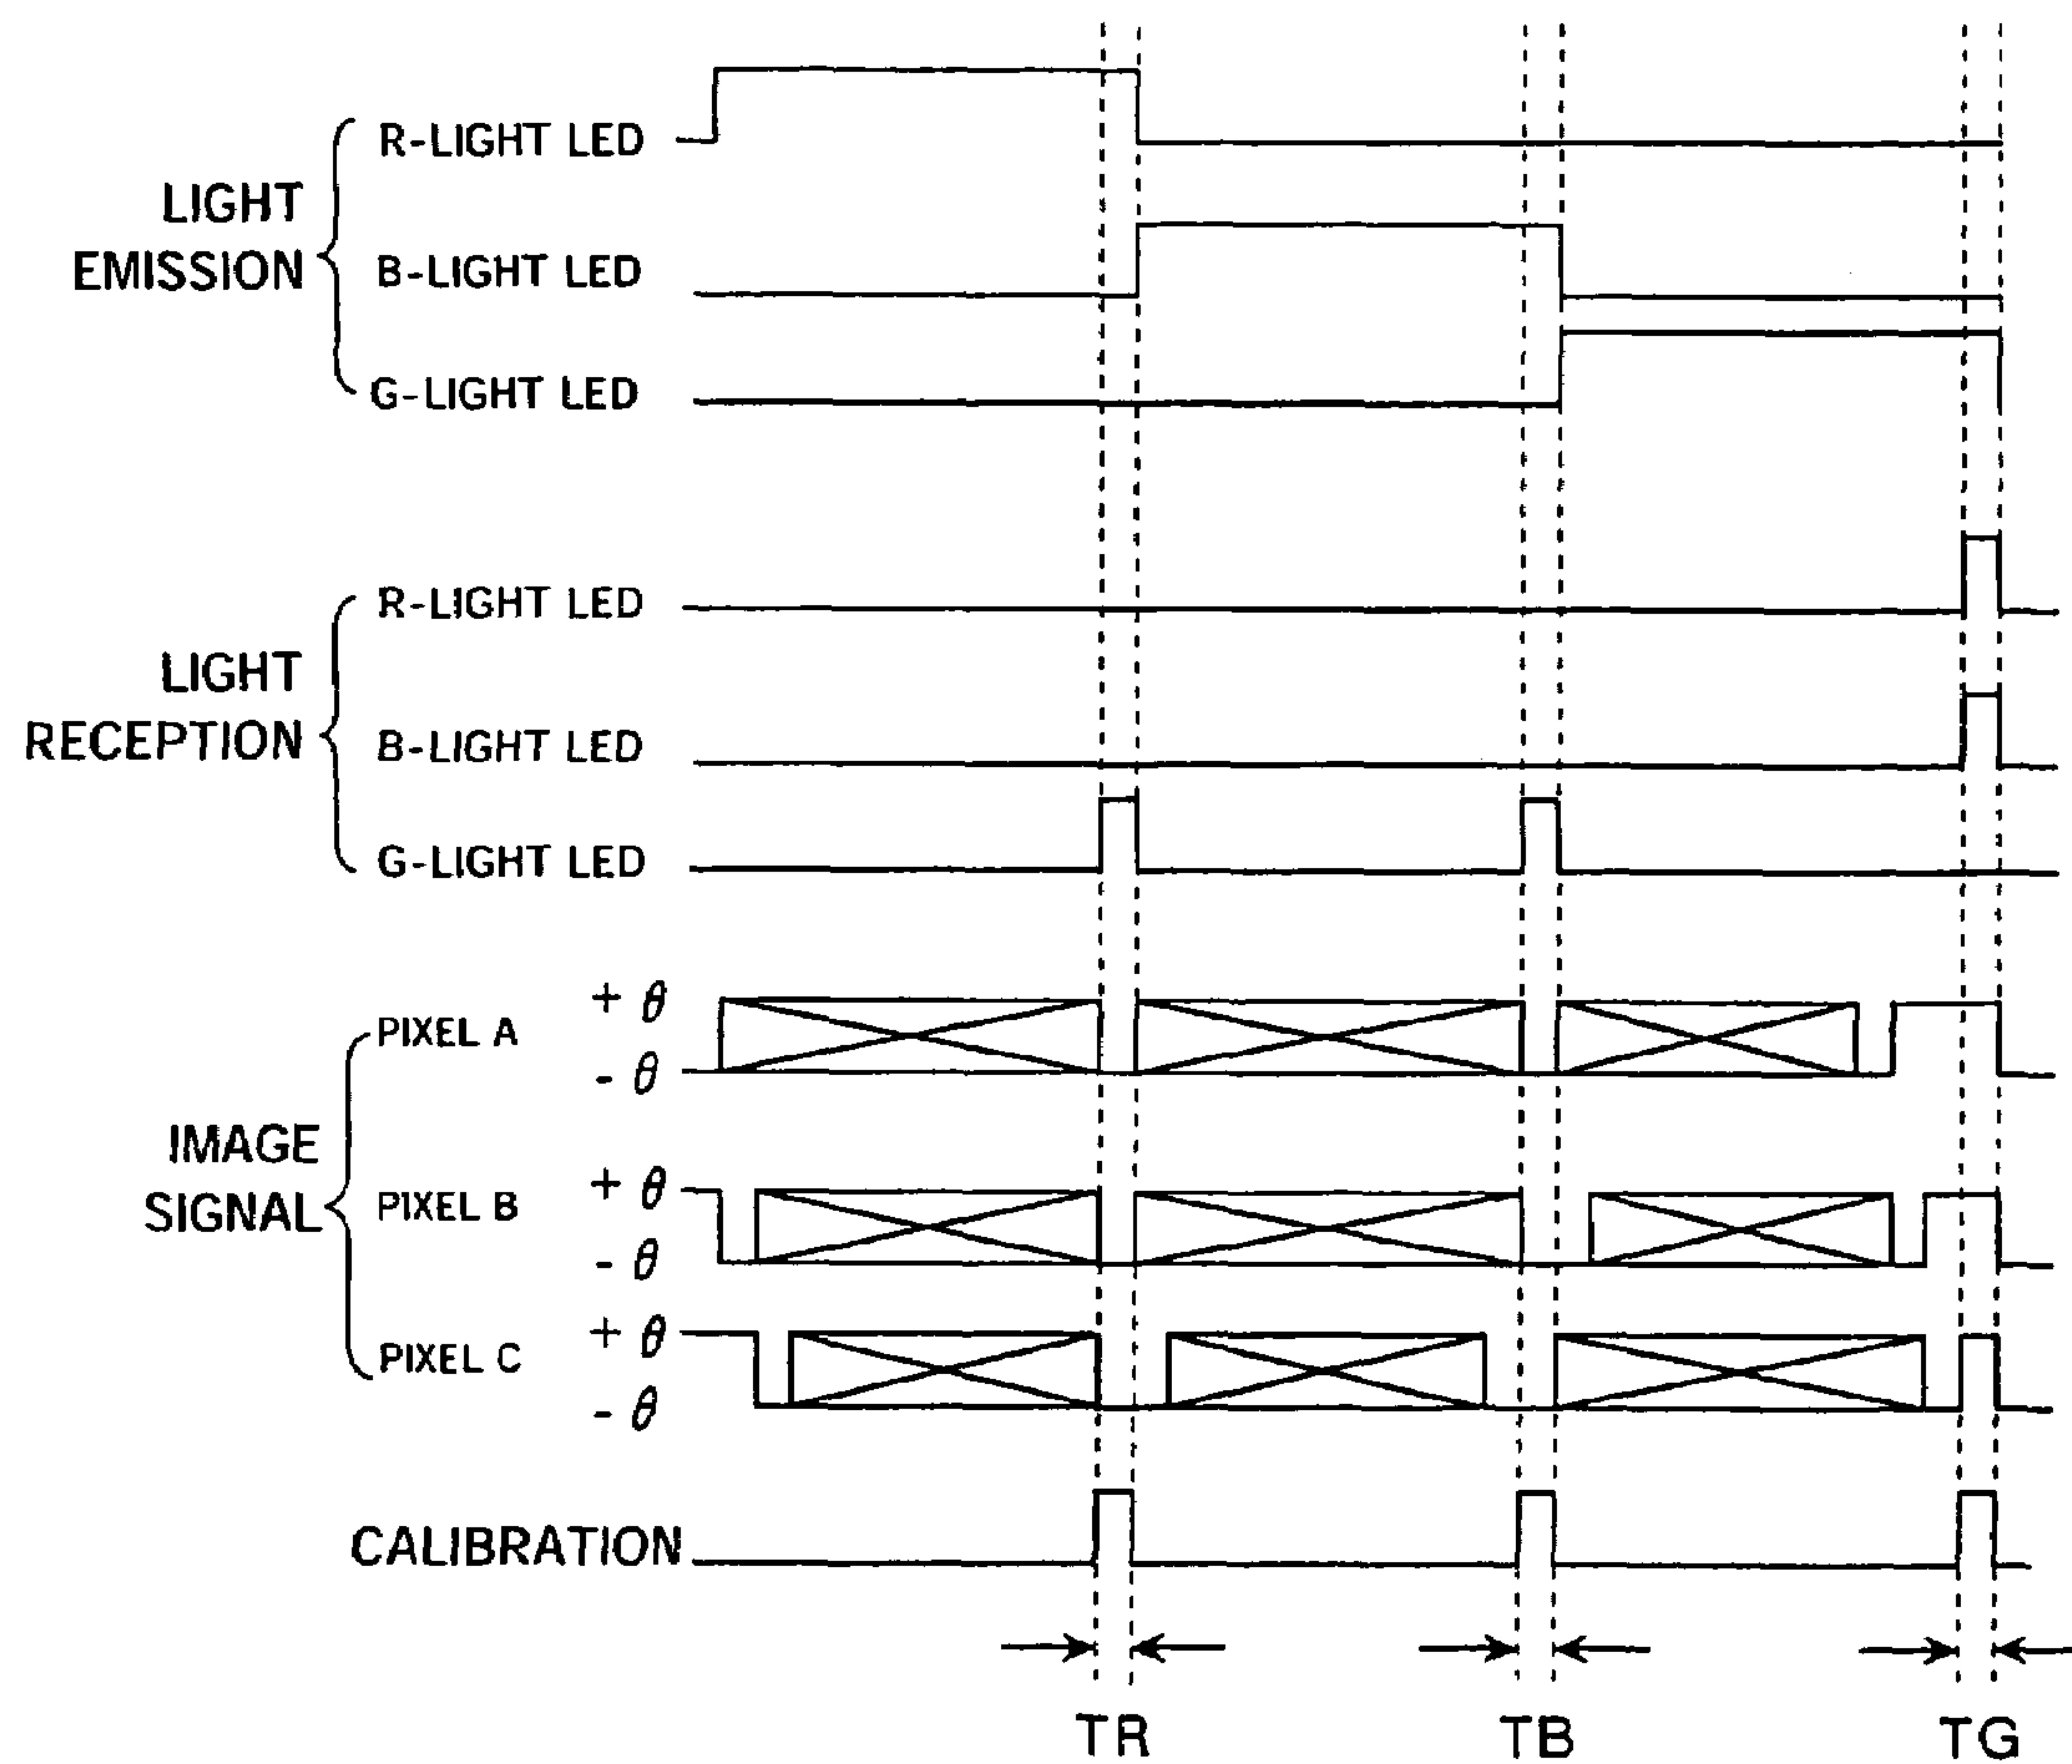 LIGHT
EMISSION
R-LIGHT LED
B-LIGHT LED
G-LIGHT LED
LIGHT
RECEPTION
R-LIGHT LED
B-LIGHT LED
G-LIGHT LED
IMAGE
SIGNAL
PIXEL A
+ θ
- θ
PIXEL B
+ θ
- θ
PIXEL C
+ θ
- θ
CALIBRATION
TR
TB
TG